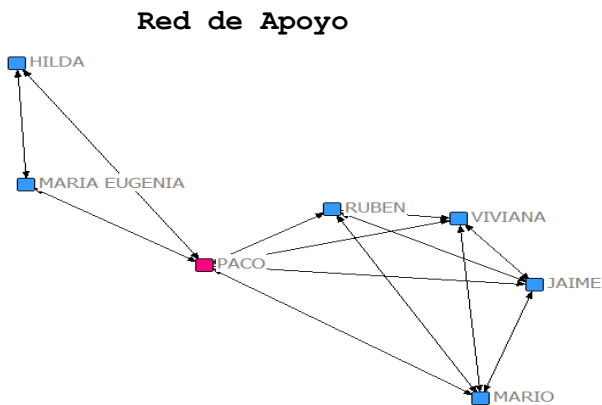 Red de Apoyo
HILDA
MARIA EUGENIA
RUBEN
VIVIANA
PACO
JAIME
MARIO